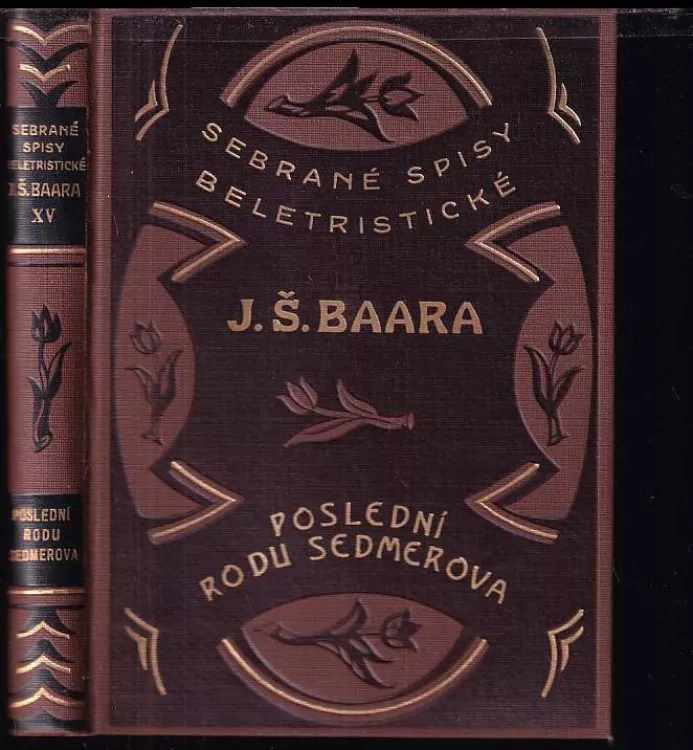 SEBRANÉ
SPISY
BELETRISTICKÉ
J.Š.BAARA
XV
POSLEDNÍ
RODU
SEDMEROVA
SEBRANÉ SPISY
BELETRISTICKÉ
J.Š.BAARA
POSLEDNÍ
RODU SEDMEROVA